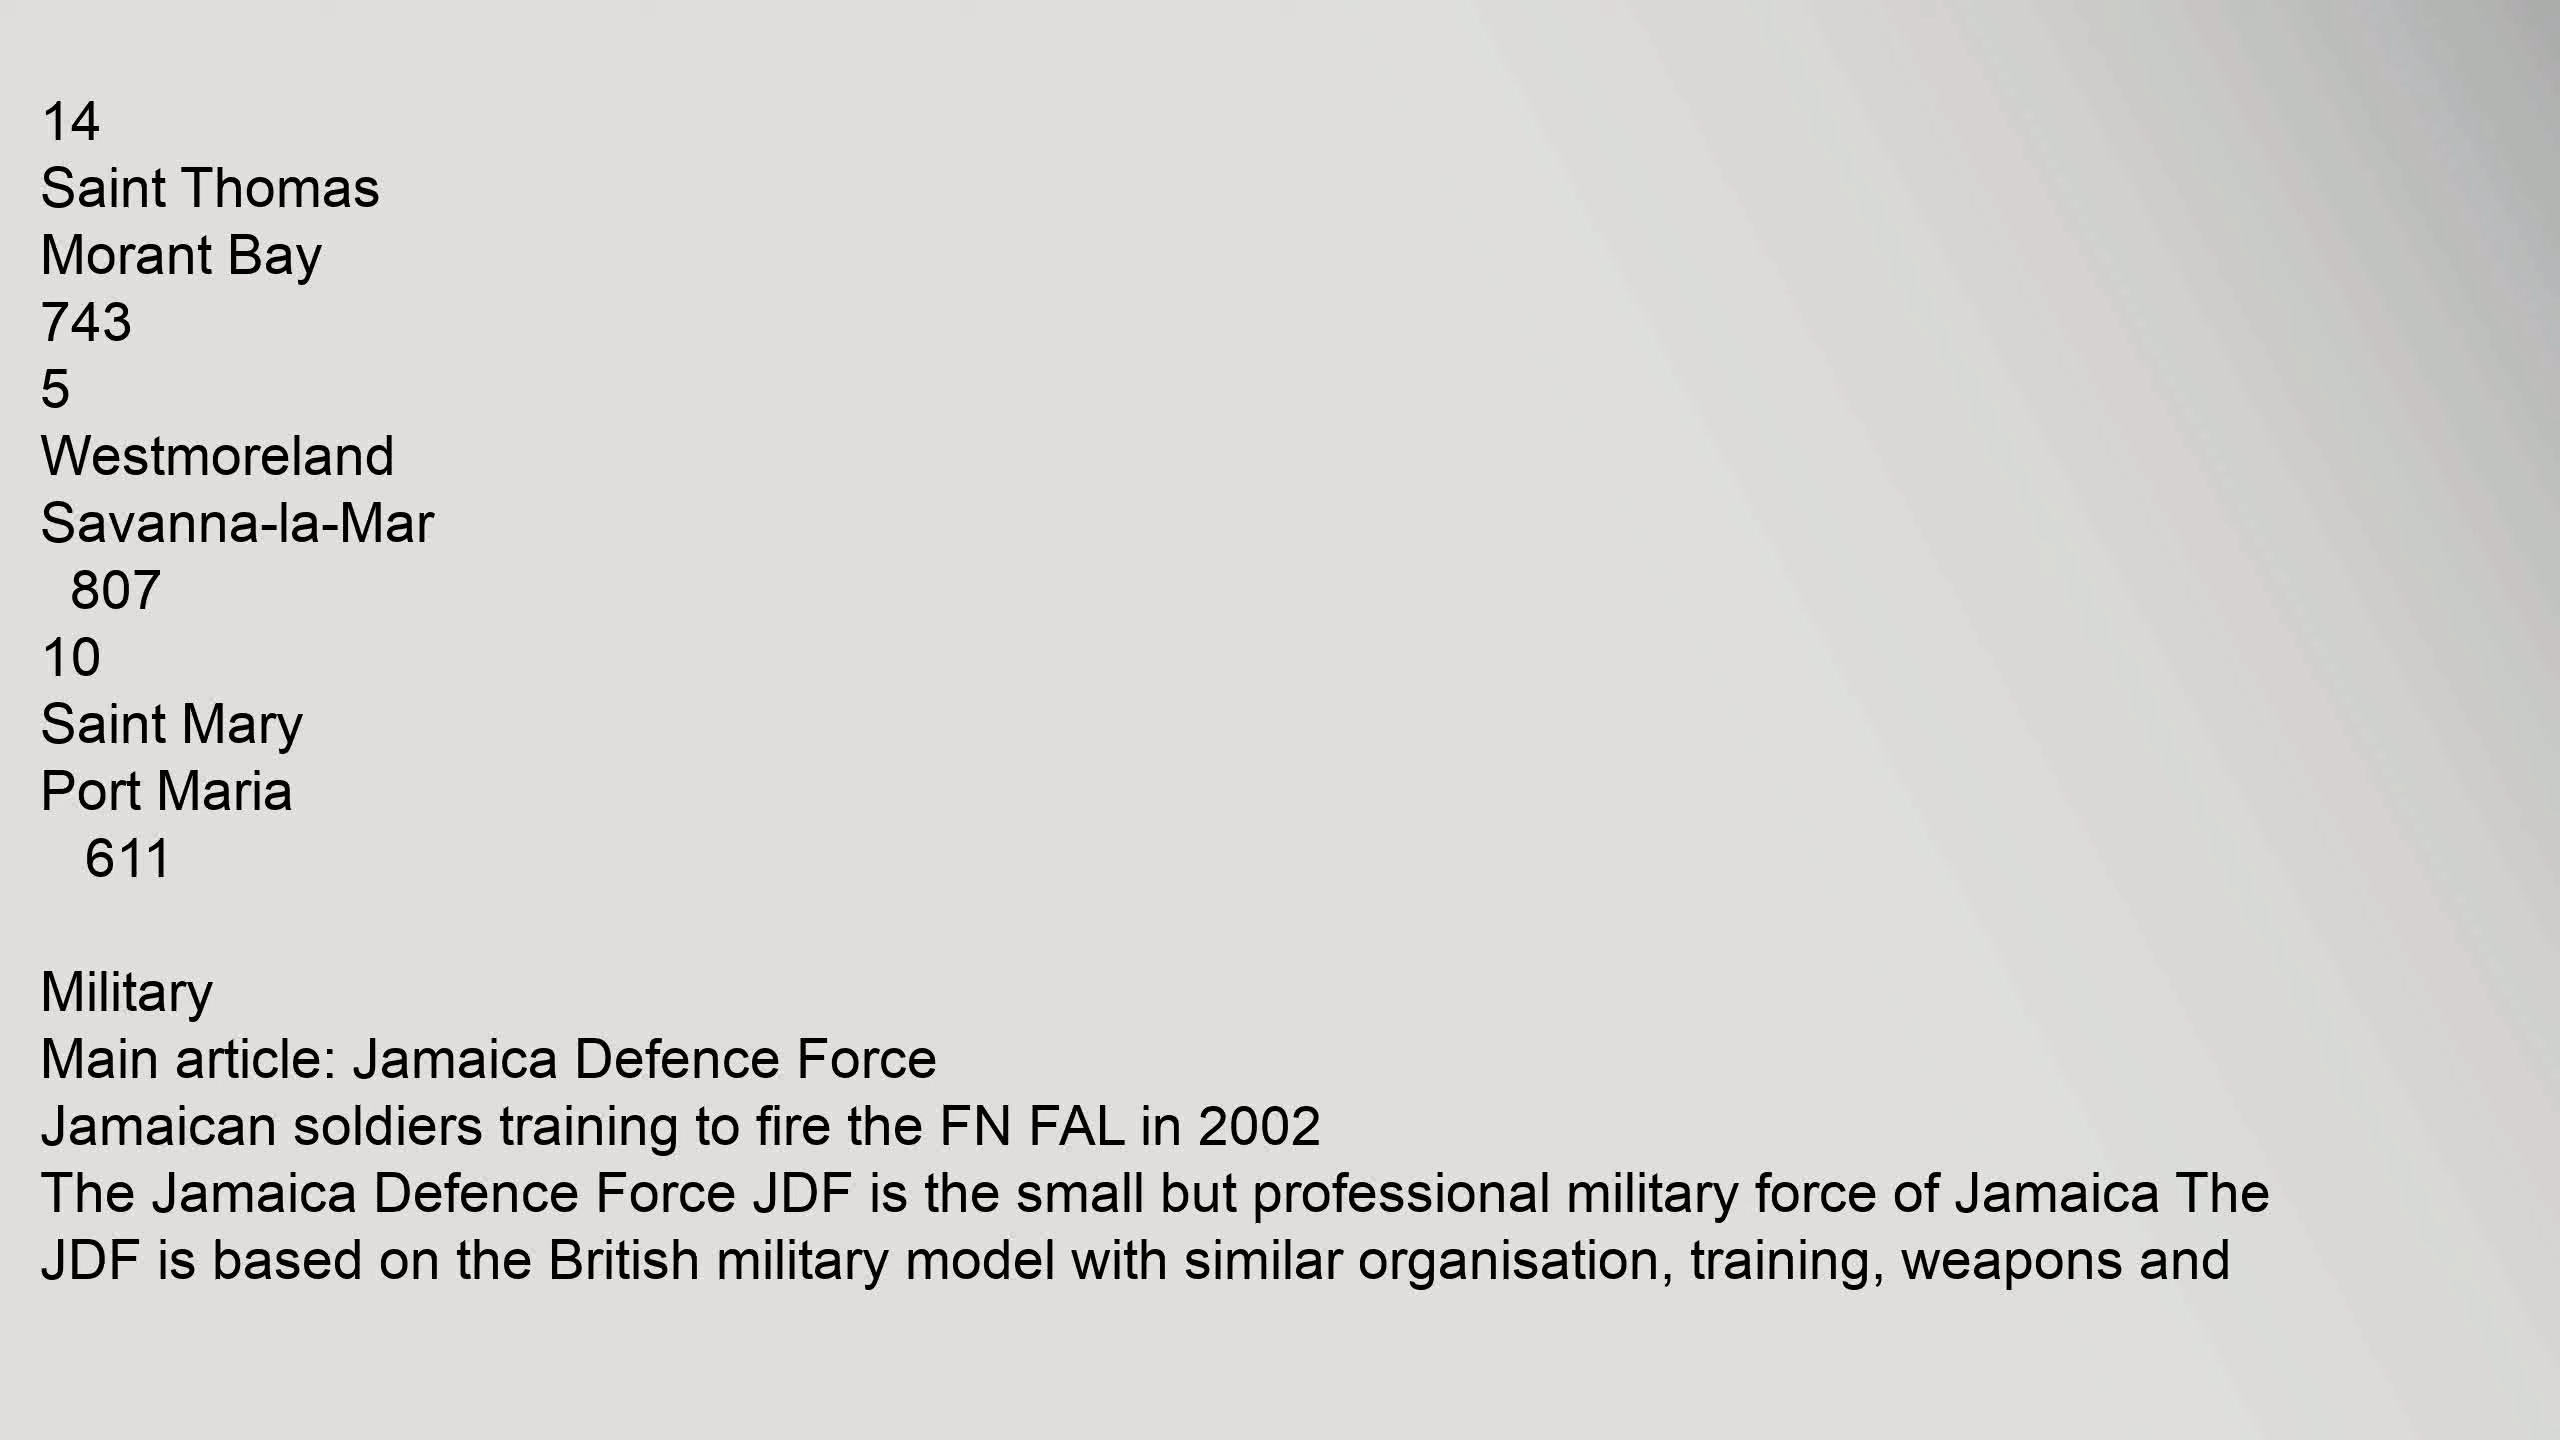 14
Saint Thomas
Morant Bay
743
5
Westmoreland
Savanna-la-Mar
807
10
Saint Mary
Port Maria
611
Military
Main article: Jamaica Defence Force
Jamaican soldiers training to fire the FN FAL in 2002
The Jamaica Defence Force JDF is the small but professional military force of Jamaica The
JDF is based on the British military model with similar organisation, training, weapons and